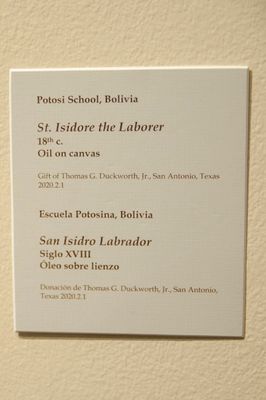 Potosi School, Bolivia
St. Isidore the Laborer
18th c.
Oil on canvas
Gift of Thomas G. Duckworth, Jr., San Antonio, Texas
2020.2.1
Escuela Potosina, Bolivia
San Isidro Labrador
Siglo XVIII
Óleo sobre lienzo
Donación de Thomas G. Duckworth, Jr., San Antonio,
Texas 2020.2.1